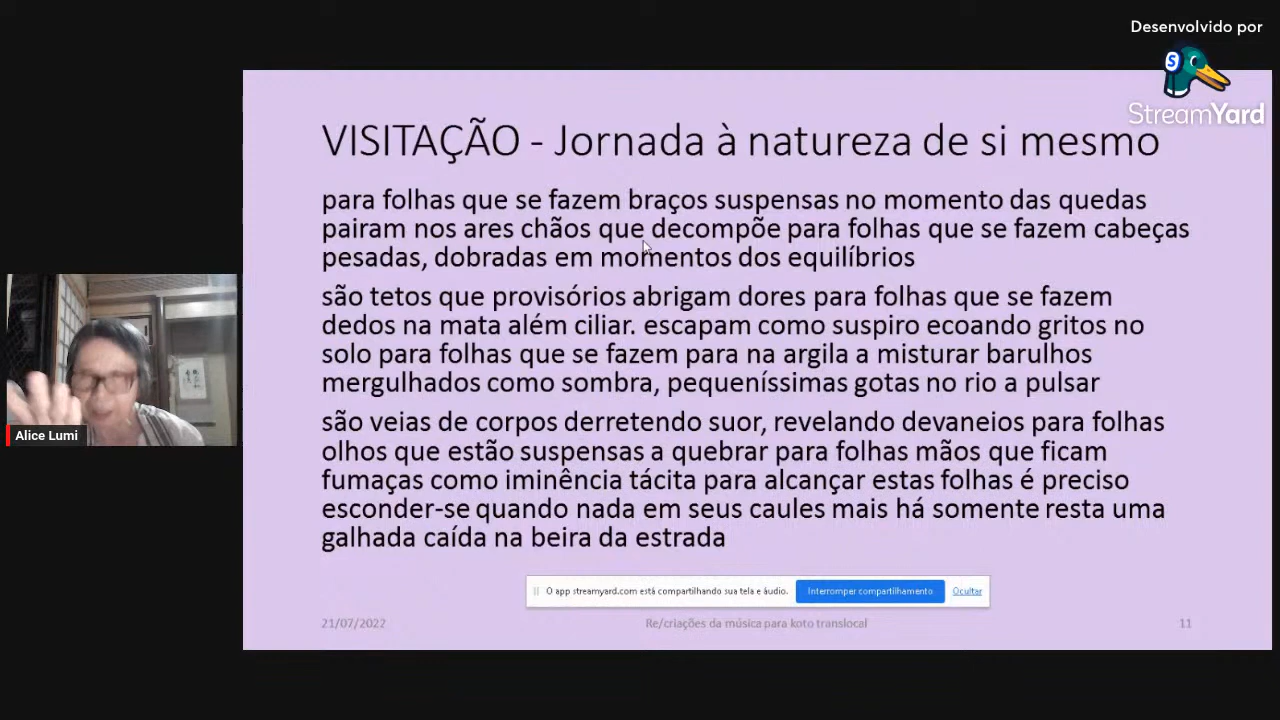 Desenvolvido por
StreamYard
VISITAÇÃO - Jornada à natureza de si mesmo
para folhas que se fazem braços suspensas no momento das quedas
pairam nos ares chãos que decompõe para folhas que se fazem cabeças
pesadas, dobradas em momentos dos equilíbrios
são tetos que provisórios abrigam dores para folhas que se fazem
dedos na mata além ciliar. escapam como suspiro ecoando gritos no
solo para folhas que se fazem para na argila a misturar barulhos
mergulhados como sombra, pequeníssimas gotas no rio a pulsar
são veias de corpos derretendo suor, revelando devaneios para folhas
olhos que estão suspensas a quebrar para folhas mãos que ficam
fumaças como iminência tácita para alcançar estas folhas é preciso
esconder-se quando nada em seus caules mais há somente resta uma
galhada caída na beira da estrada
Alice Lumi
O app streamyard.com está compartilhando sua tela e áudio. Interromper compartilhamento Ocultar
21/07/2022 Re/criações da música para koto translocal 11